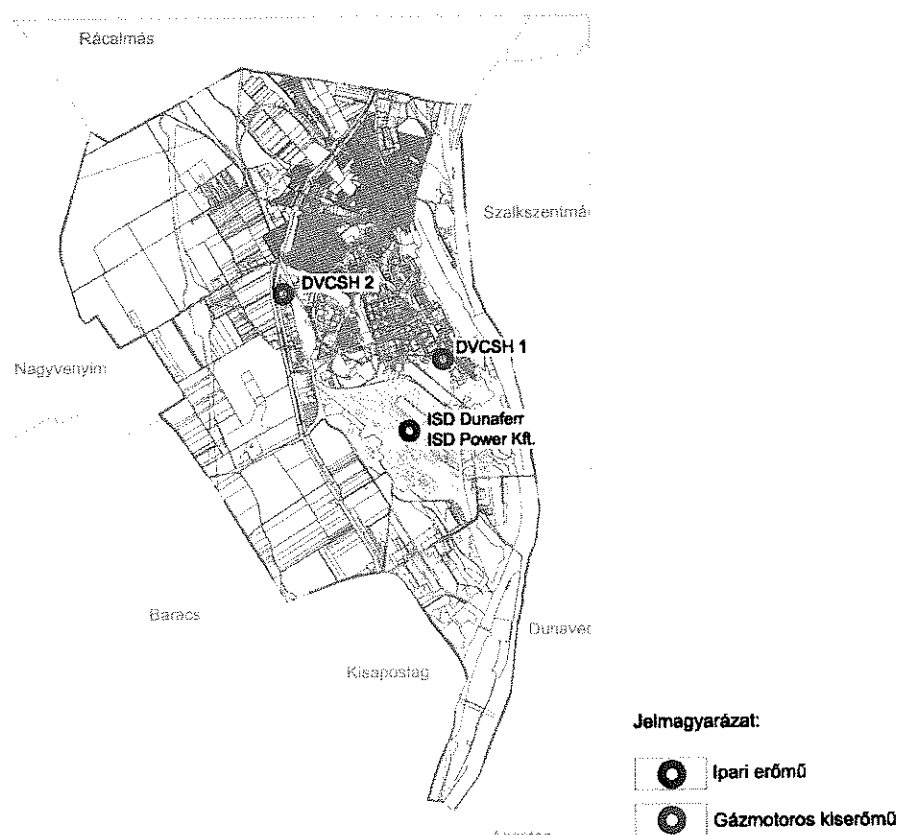 Rácalmás
Szalkszentmá
DVCSH 2
DVCSH 1
Nagyvenyim
ISD Dunaferr
ISD Power Kft.
Baracs
Dunavec
Kisapostag
Jelmagyarázat:
Ipari erőmű
Gázmotoros kiserőmű